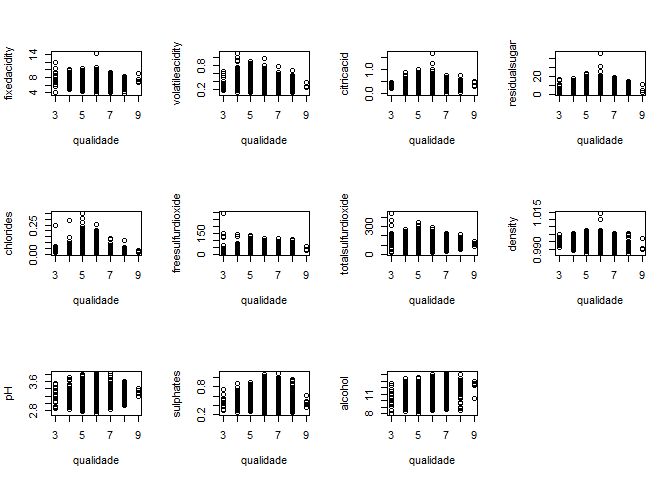 fixedacidity
4 8 14
3 5 7 9
qualidade
volatileacidity
0.2 0.8
3 5 7 9
qualidade
citricacid
0.0 1.0
3 5 7 9
qualidade
residualsugar
0 20
3 5 7 9
qualidade
chlorides
0.00 0.25
3 5 7 9
qualidade
freesulfurdioxide
0 150
3 5 7 9
qualidade
totalsulfurdioxide
0 300
3 5 7 9
qualidade
density
0.990 1.015
3 5 7 9
qualidade
pH
2.8 3.6
3 5 7 9
qualidade
sulphates
0.2 0.8
3 5 7 9
qualidade
alcohol
8 11
3 5 7 9
qualidade